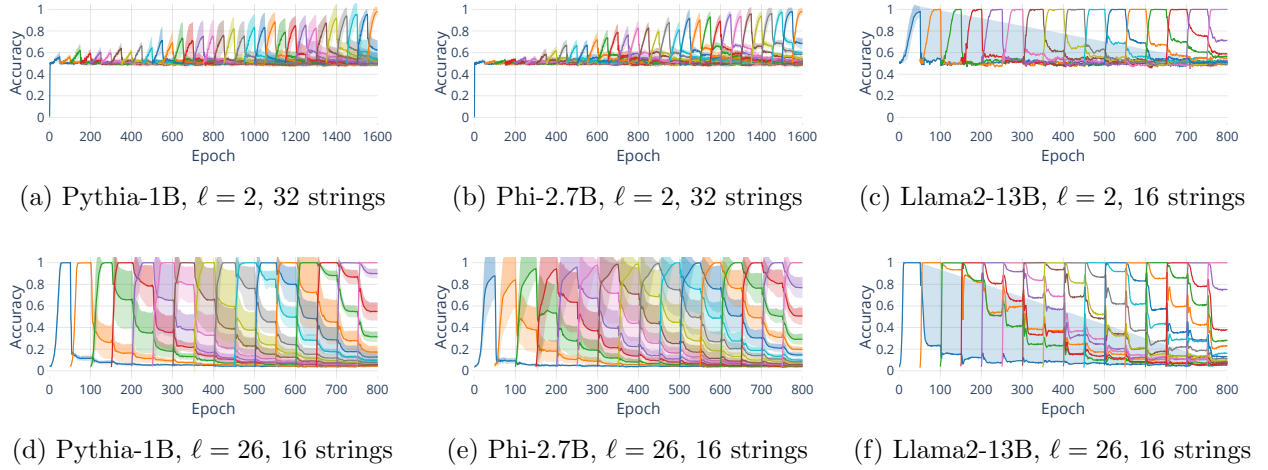 1
0.8
0.6
0.4
0.2
0
Accuracy
0 200 400 600 800 1000 1200 1400 1600
Epoch
(a) Pythia-1B, ℓ = 2, 32 strings
1
0.8
0.6
0.4
0.2
0
Accuracy
0 200 400 600 800 1000 1200 1400 1600
Epoch
(b) Phi-2.7B, ℓ = 2, 32 strings
1
0.8
0.6
0.4
0.2
0
Accuracy
0 100 200 300 400 500 600 700 800
Epoch
(c) Llama2-13B, ℓ = 2, 16 strings
1
0.8
0.6
0.4
0.2
0
Accuracy
0 100 200 300 400 500 600 700 800
Epoch
(d) Pythia-1B, ℓ = 26, 16 strings
1
0.8
0.6
0.4
0.2
0
Accuracy
0 100 200 300 400 500 600 700 800
Epoch
(e) Phi-2.7B, ℓ = 26, 16 strings
1
0.8
0.6
0.4
0.2
0
Accuracy
0 100 200 300 400 500 600 700 800
Epoch
(f) Llama2-13B, ℓ = 26, 16 strings